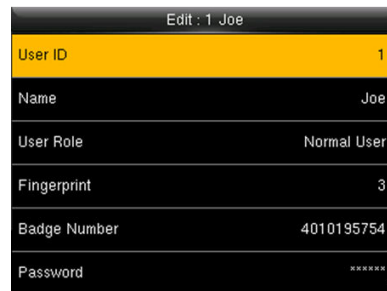 Edit : 1 Joe
User ID 1
Name Joe
User Role Normal User
Fingerprint 3
Badge Number 4010195754
Password ******